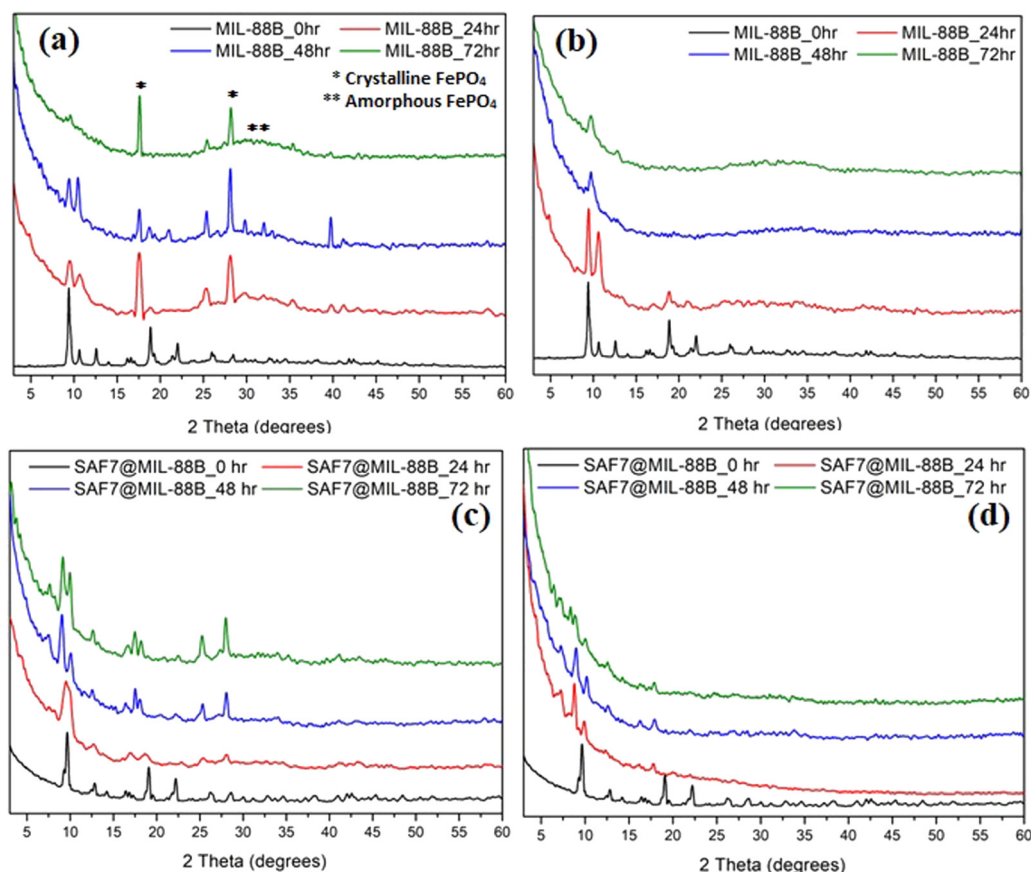 (a)
MIL-88B_0hr MIL-88B_24hr
MIL-88B_48hr MIL-88B_72hr
* Crystalline FePO₄
** Amorphous FePO₄
*
*
**
5 10 15 20 25 30 35 40 45 50 55 60
2 Theta (degrees)
(b)
MIL-88B_0hr MIL-88B_24hr
MIL-88B_48hr MIL-88B_72hr
5 10 15 20 25 30 35 40 45 50 55 60
2 Theta (degrees)
SAF7@MIL-88B_0 hr SAF7@MIL-88B_24 hr
SAF7@MIL-88B_48 hr SAF7@MIL-88B_72 hr
(c)
5 10 15 20 25 30 35 40 45 50 55 60
2 Theta (degrees)
SAF7@MIL-88B_0 hr SAF7@MIL-88B_24 hr
SAF7@MIL-88B_48 hr SAF7@MIL-88B_72 hr
(d)
5 10 15 20 25 30 35 40 45 50 55 60
2 Theta (degrees)